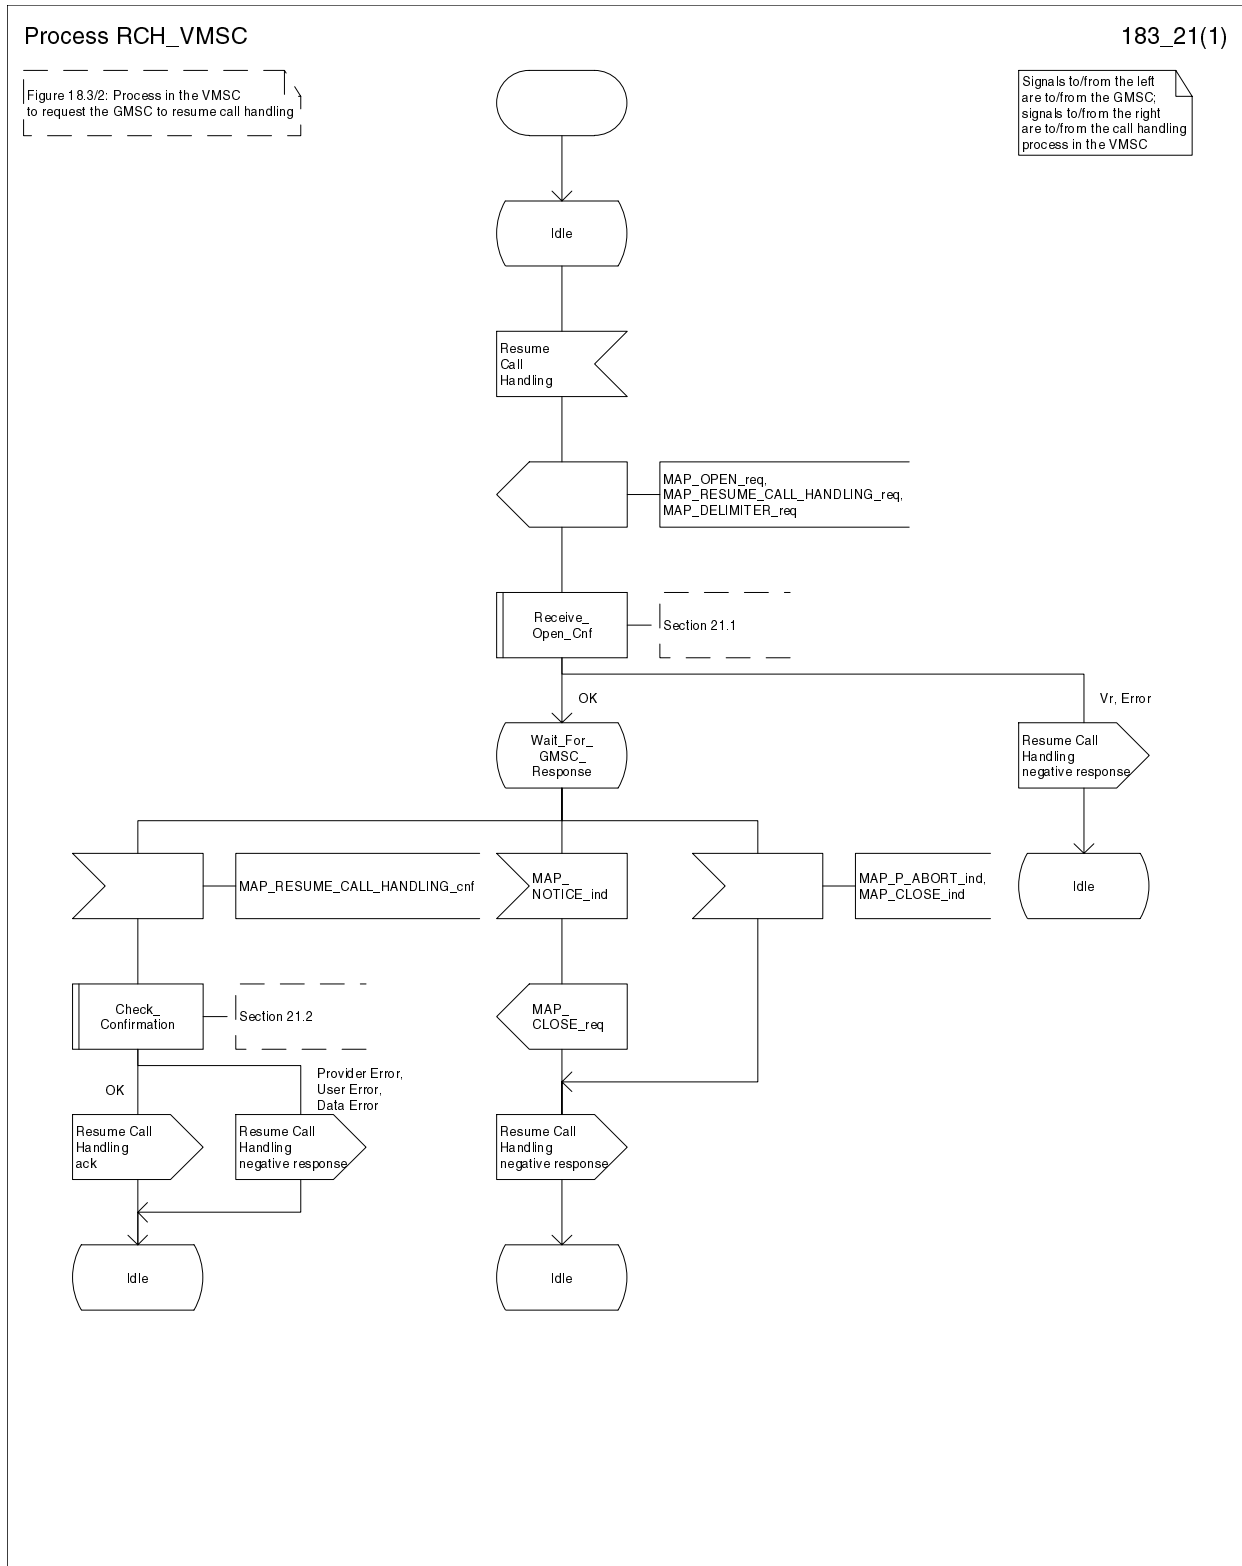 Process RCH_VMSC
183_21(1)
Figure 18.3/2: Process in the VMSC
to request the GMSC to resume call handling
Signals to/from the left
are to/from the GMSC;
signals to/from the right
are to/from the call handling
process in the VMSC
Idle
Resume
Call
Handling
MAP_OPEN_req,
MAP_RESUME_CALL_HANDLING_req,
MAP_DELIMITER_req
Receive_
Open_Cnf
Section 21.1
OK
Vr, Error
Wait_For_
GMSC_
Response
Resume Call
Handling
negative response
MAP_RESUME_CALL_HANDLING_cnf
MAP_
NOTICE_ind
MAP_P_ABORT_ind,
MAP_CLOSE_ind
Idle
Check_
Confirmation
Section 21.2
MAP_
CLOSE_req
OK
Provider Error,
User Error,
Data Error
Resume Call
Handling
ack
Resume Call
Handling
negative response
Resume Call
Handling
negative response
Idle
Idle